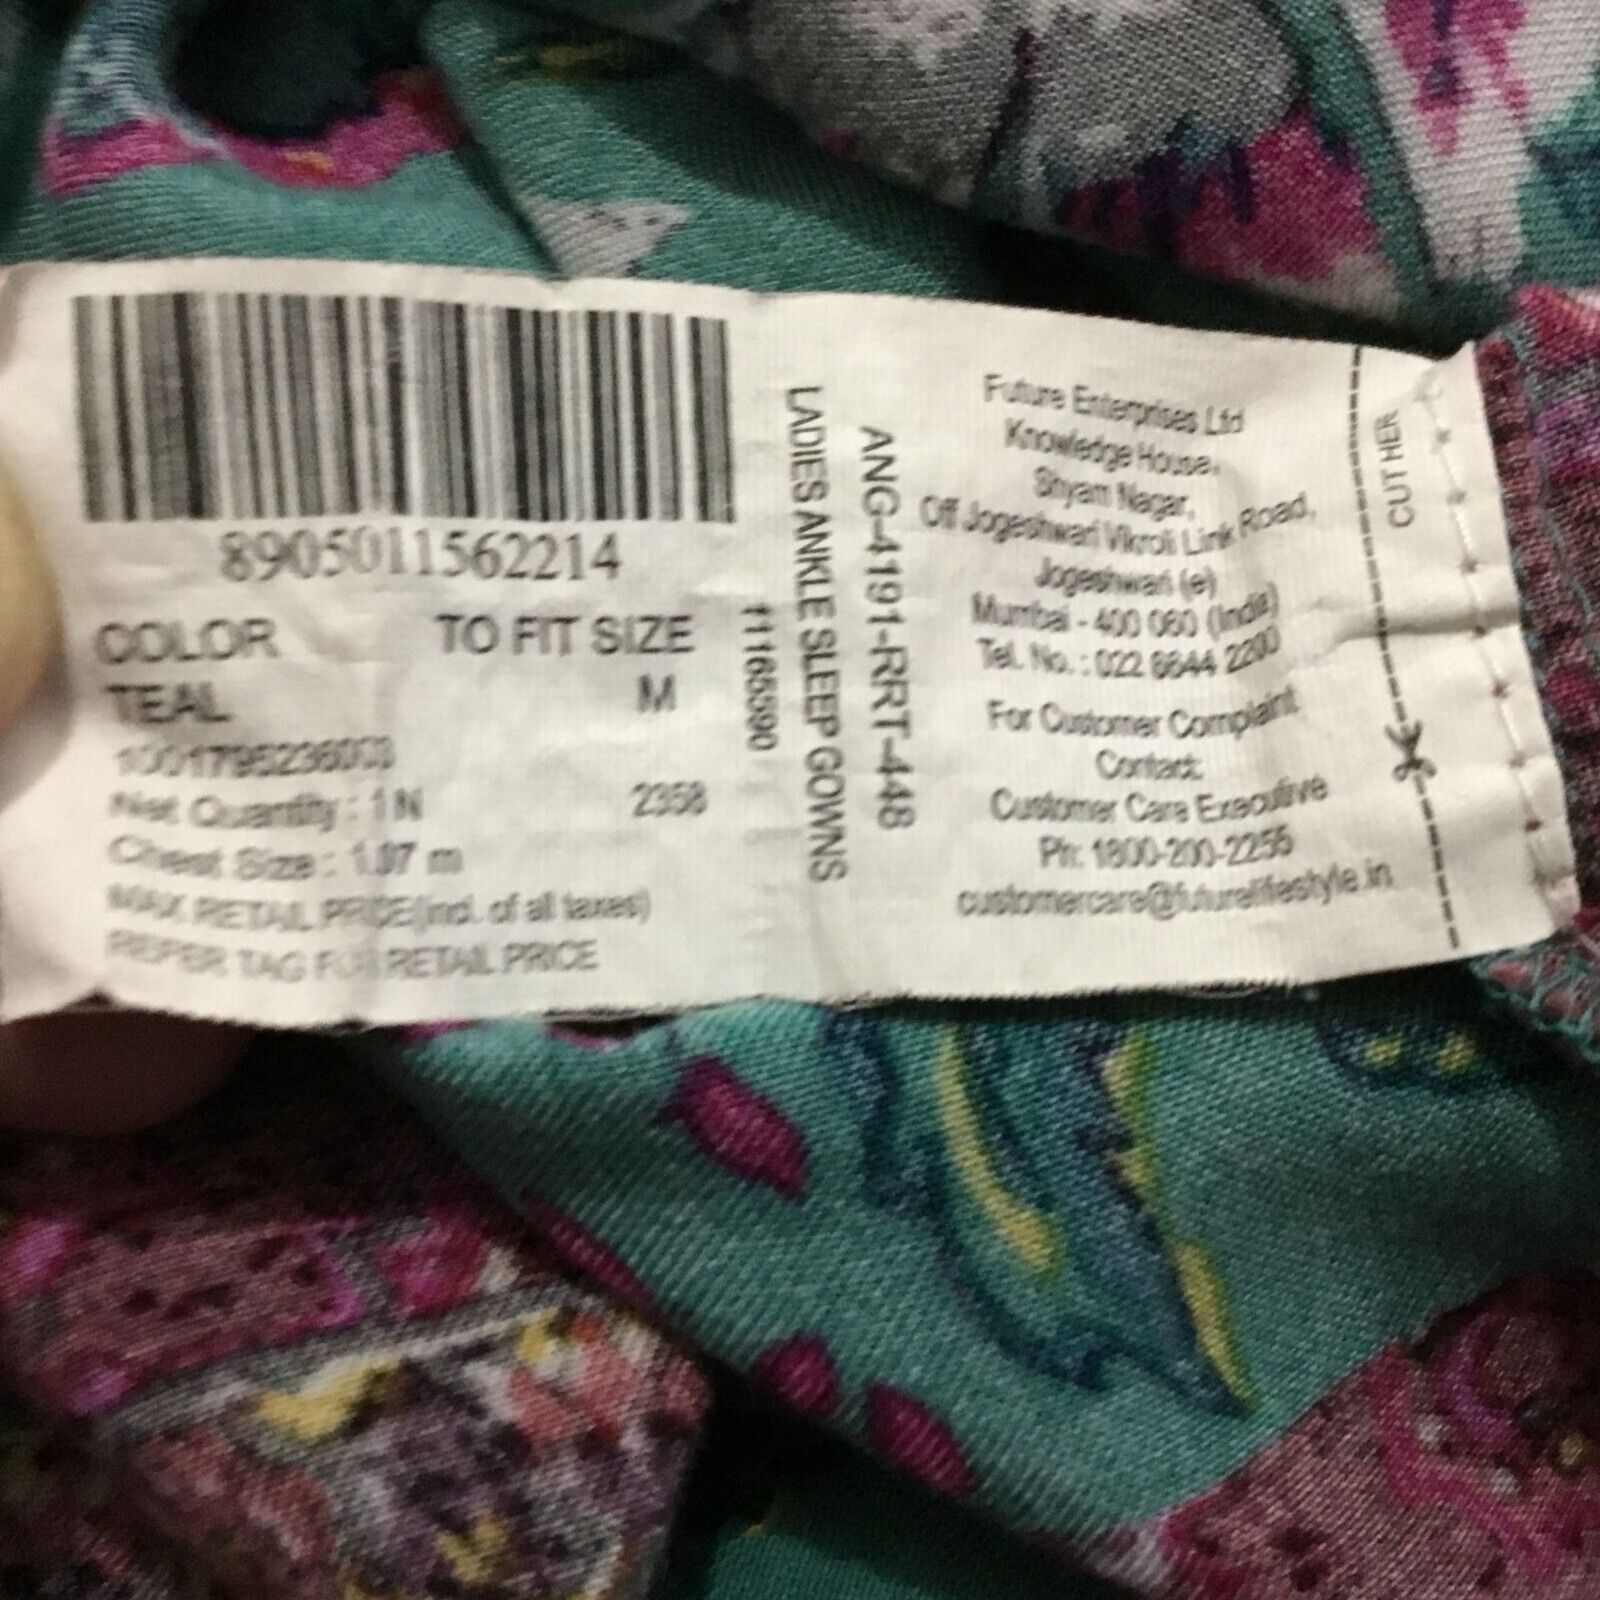 8905011562214
COLOR TO FIT SIZE
TEAL M
1001795236003
Net Quantity : 1 N 2358
Chest Size : 1.07 m
MAX RETAIL PRICE(incl. of all taxes)
REFER TAG FOR RETAIL PRICE
11165590
LADIES ANKLE SLEEP GOWNS
ANG-4191-RRT-448
Future Enterprises Ltd
Knowledge House,
Shyam Nagar,
Off Jogeshwari Vikroli Link Road,
Jogeshwari (e)
Mumbai - 400 060 (India)
Tel. No. : 022 6644 2200
For Customer Complaint
Contact:
Customer Care Executive
Ph: 1800-200-2255
customercare@futurelifestyle.in
CUT HER